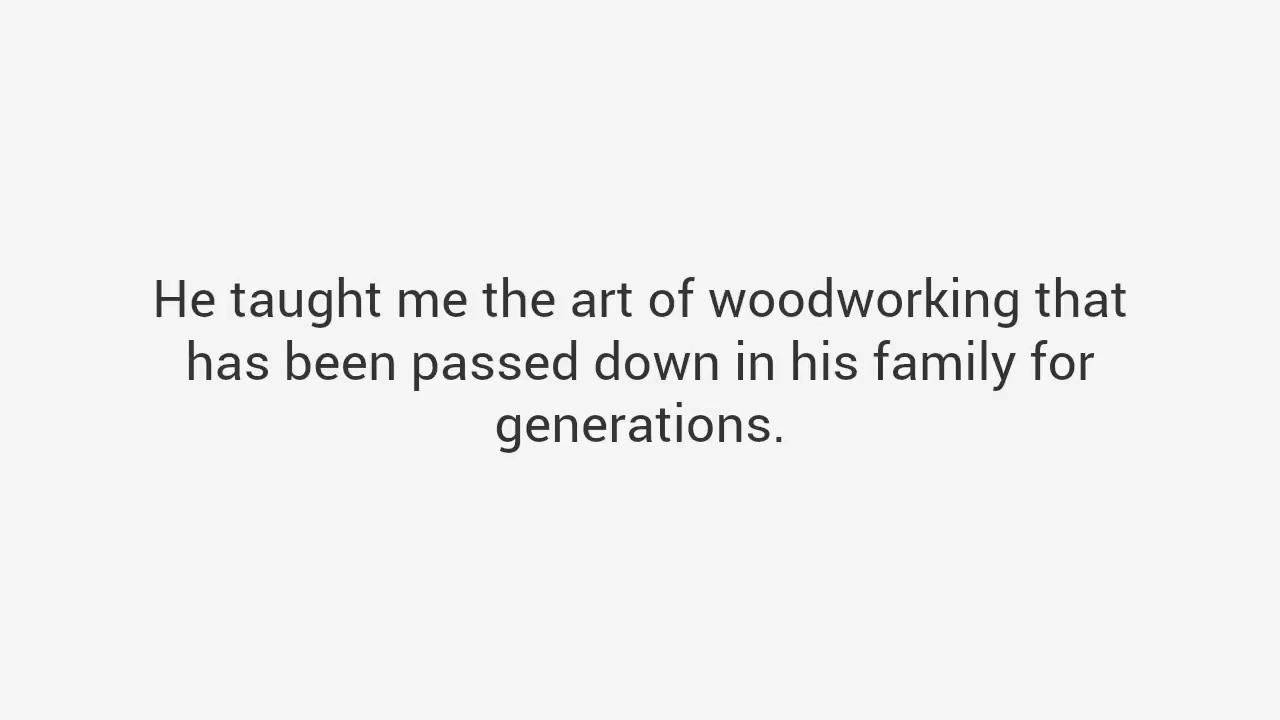 He taught me the art of woodworking that
has been passed down in his family for
generations.